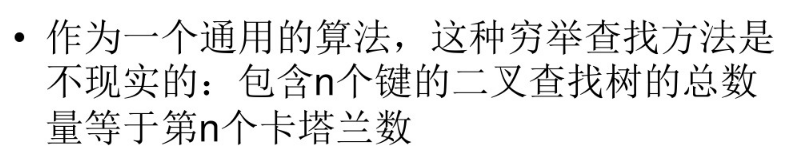 • 作为一个通用的算法，这种穷举查找方法是
不现实的：包含n个键的二叉查找树的总数
量等于第n个卡塔兰数